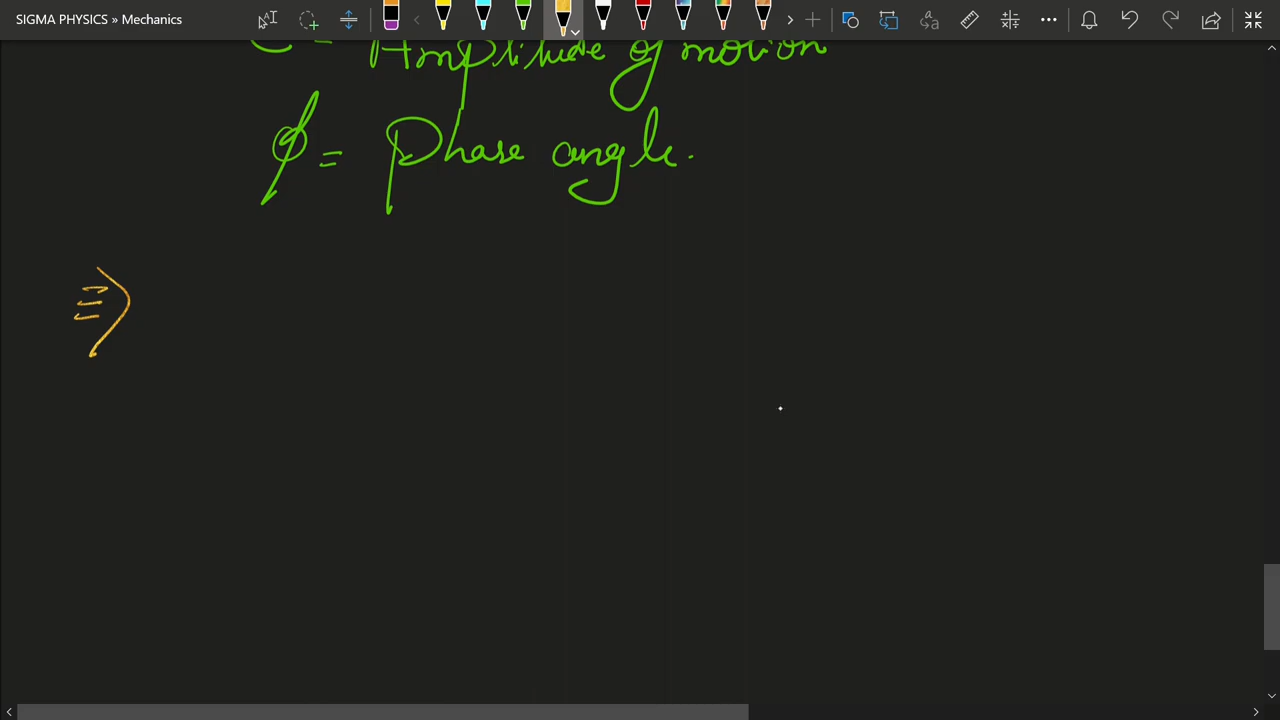 SIGMA PHYSICS » Mechanics
C = Amplitude of motion
φ = Phase angle.
⇒